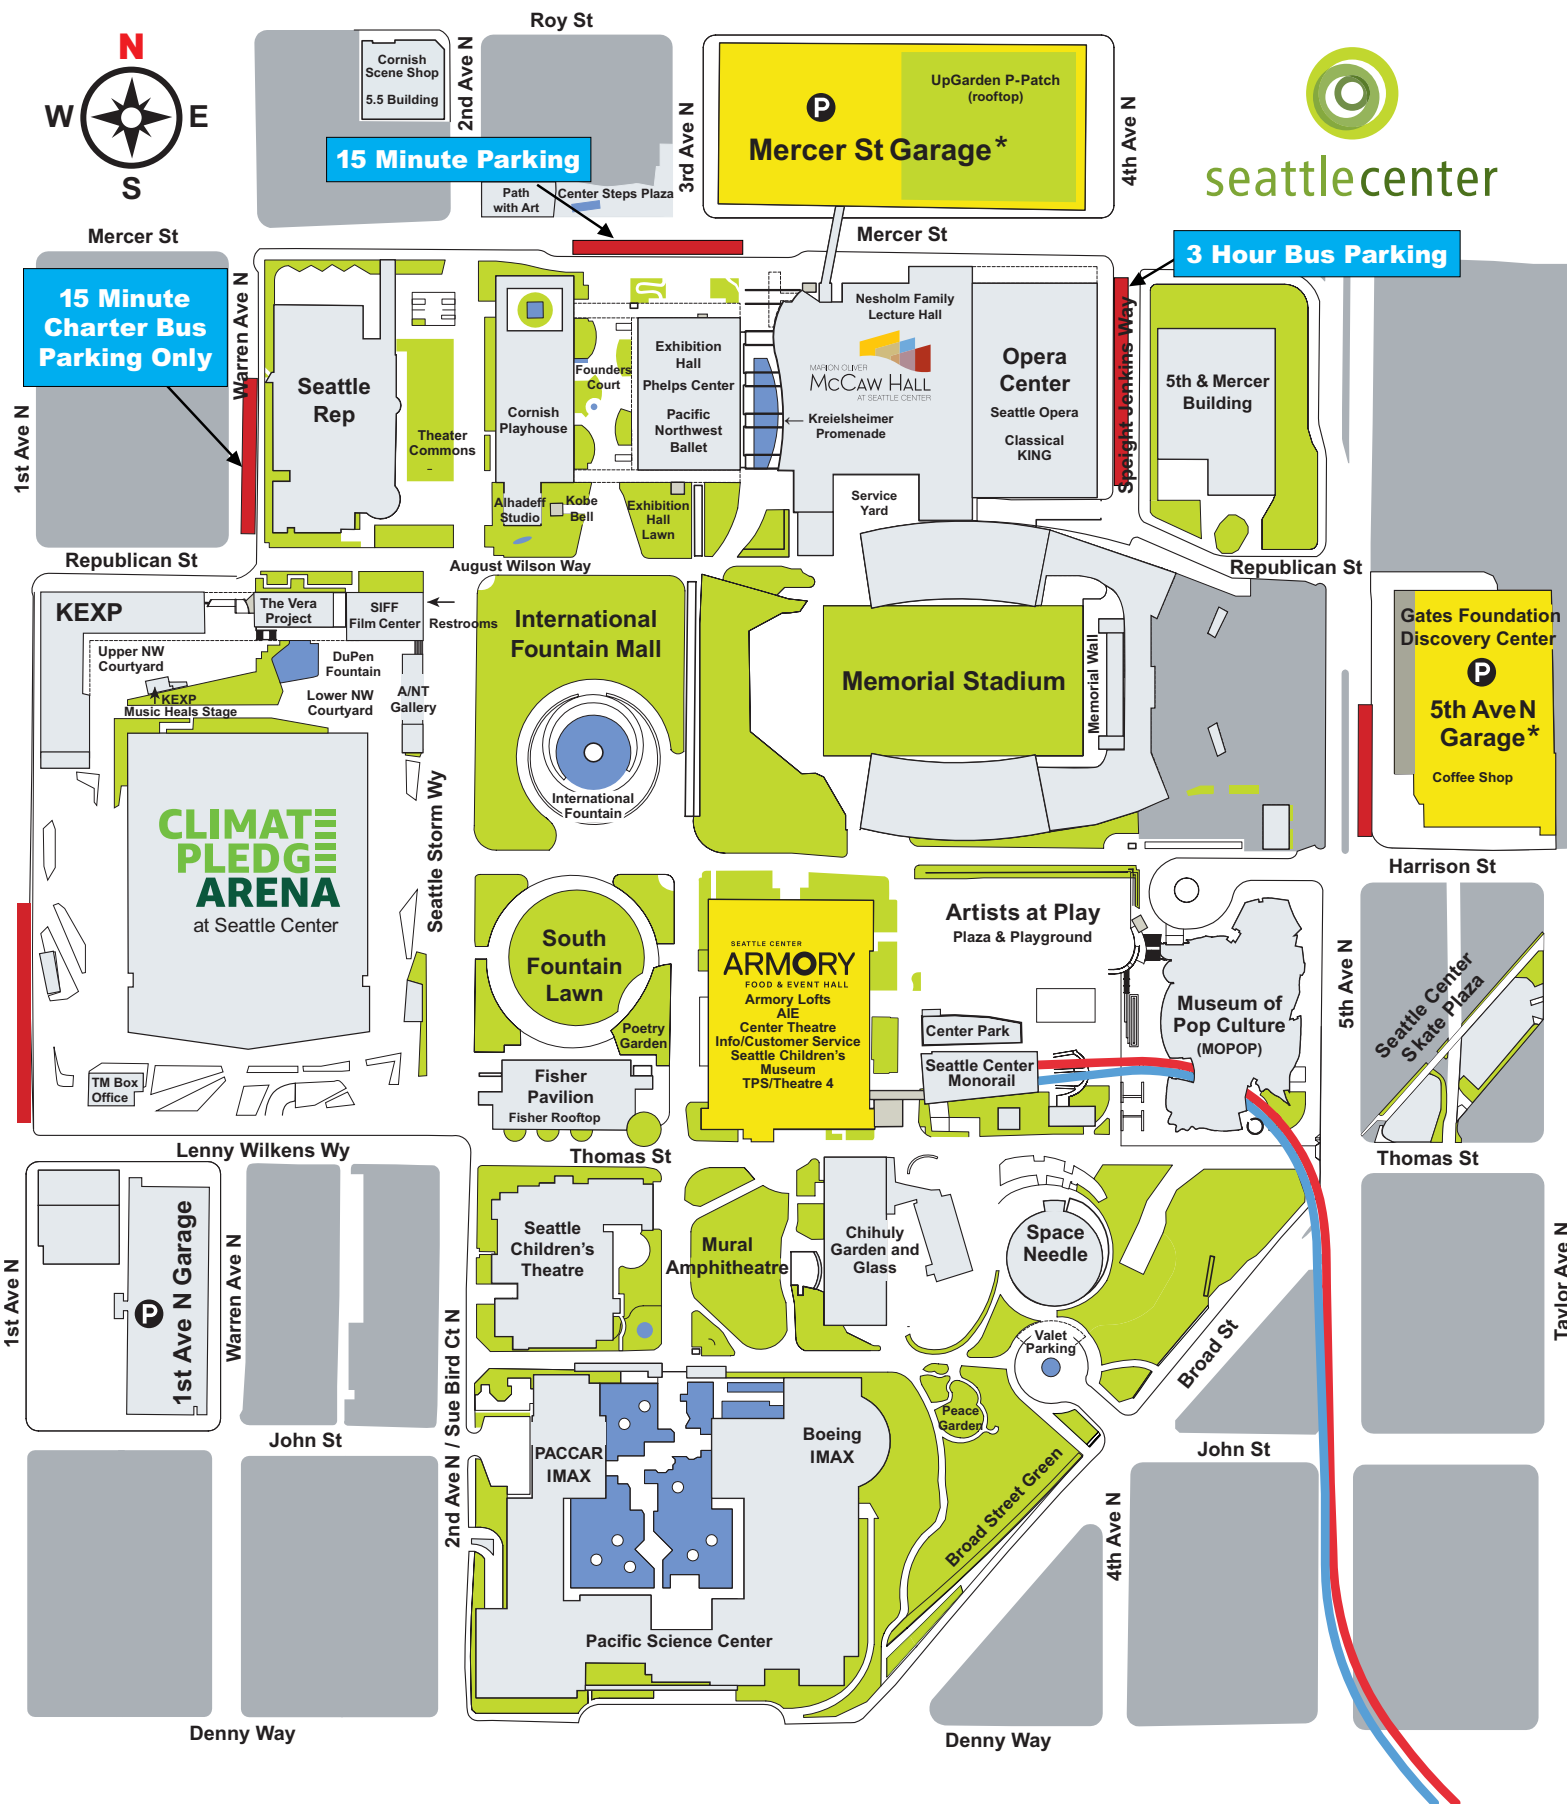 Roy St
N
W
E
S
Cornish
Scene Shop
5.5 Building
2nd Ave N
3rd Ave N
4th Ave N
UpGarden P-Patch
(rooftop)
P
Mercer St Garage*
seattlecenter
15 Minute Parking
Path
with Art
Center Steps Plaza
Mercer St
Mercer St
3 Hour Bus Parking
15 Minute
Charter Bus
Parking Only
Warren Ave N
1st Ave N
Seattle
Rep
Theater
Commons
Cornish
Playhouse
Founders
Court
Exhibition
Hall
Phelps Center
Pacific
Northwest
Ballet
Nesholm Family
Lecture Hall
MARION OLIVER
McCAW HALL
AT SEATTLE CENTER
Kreielsheimer
Promenade
Opera
Center
Seattle Opera
Classical
KING
Speight Jenkins Way
5th & Mercer
Building
Alhadeff
Studio
Kobe
Bell
Exhibition
Hall
Lawn
Service
Yard
Republican St
August Wilson Way
Republican St
KEXP
The Vera
Project
SIFF
Film Center
Restrooms
Upper NW
Courtyard
DuPen
Fountain
KEXP
Music Heals Stage
Lower NW
Courtyard
A/NT
Gallery
International
Fountain Mall
International
Fountain
Memorial Stadium
Memorial Wall
Gates Foundation
Discovery Center
P
5th Ave N
Garage*
Coffee Shop
CLIMATE
PLEDGE
ARENA
at Seattle Center
Seattle Storm Wy
Harrison St
South
Fountain
Lawn
Poetry
Garden
SEATTLE CENTER
ARMORY
FOOD & EVENT HALL
Armory Lofts
AIE
Center Theatre
Info/Customer Service
Seattle Children's
Museum
TPS/Theatre 4
Artists at Play
Plaza & Playground
Center Park
Seattle Center
Monorail
Museum of
Pop Culture
(MOPOP)
5th Ave N
Seattle Center
Skate Plaza
TM Box
Office
Fisher
Pavilion
Fisher Rooftop
Lenny Wilkens Wy
Thomas St
Thomas St
1st Ave N
1st Ave N Garage
P
Warren Ave N
2nd Ave N / Sue Bird Ct N
Seattle
Children's
Theatre
Mural
Amphitheatre
Chihuly
Garden and
Glass
Space
Needle
Valet
Parking
Broad St
Taylor Ave N
John St
PACCAR
IMAX
Boeing
IMAX
Peace
Garden
Broad Street Green
4th Ave N
John St
Pacific Science Center
Denny Way
Denny Way